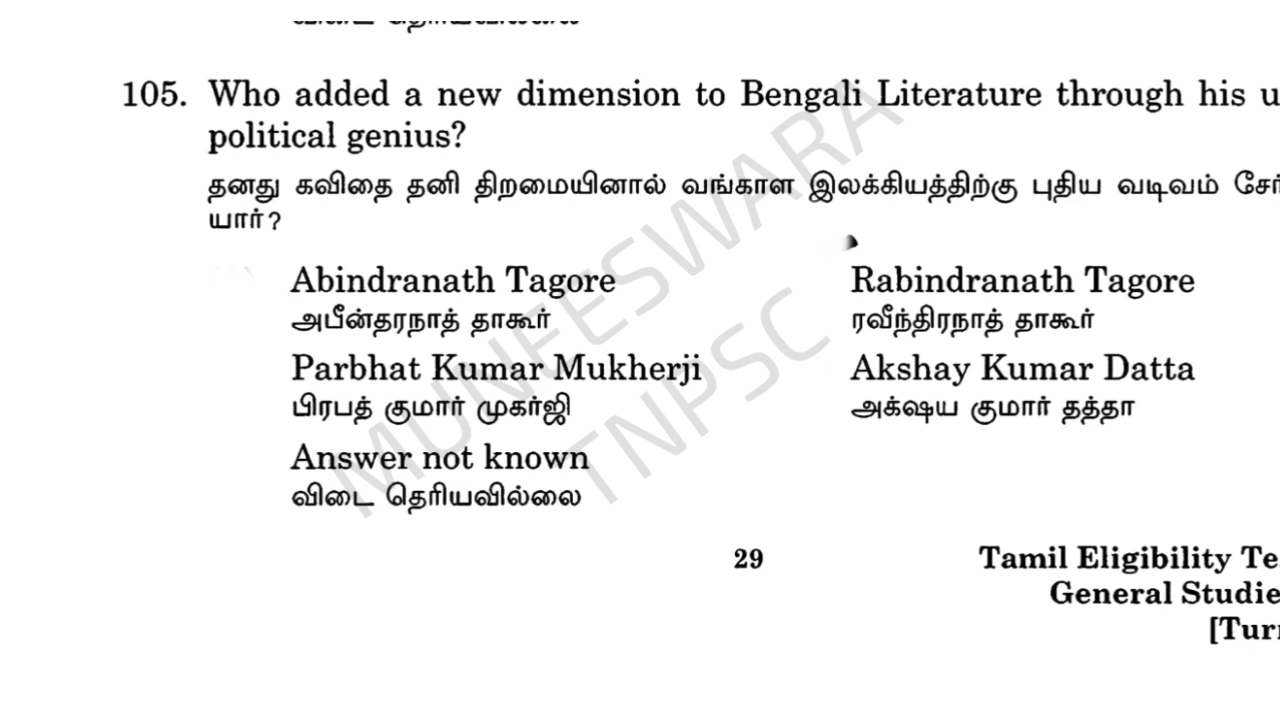 105. Who added a new dimension to Bengali Literature through his u
political genius?
தனது கவிதை தனி திறமையினால் வங்காள இலக்கியத்திற்கு புதிய வடிவம் சேர்
யார்?
Abindranath Tagore Rabindranath Tagore
அபீன்தரநாத் தாகூர் ரவீந்திரநாத் தாகூர்
Parbhat Kumar Mukherji Akshay Kumar Datta
பிரபத் குமார் முகர்ஜி அக்ஷய குமார் தத்தா
Answer not known
விடை தெரியவில்லை
MUNEESWARA
TNPSC
29 Tamil Eligibility Te
General Studie
[Turn